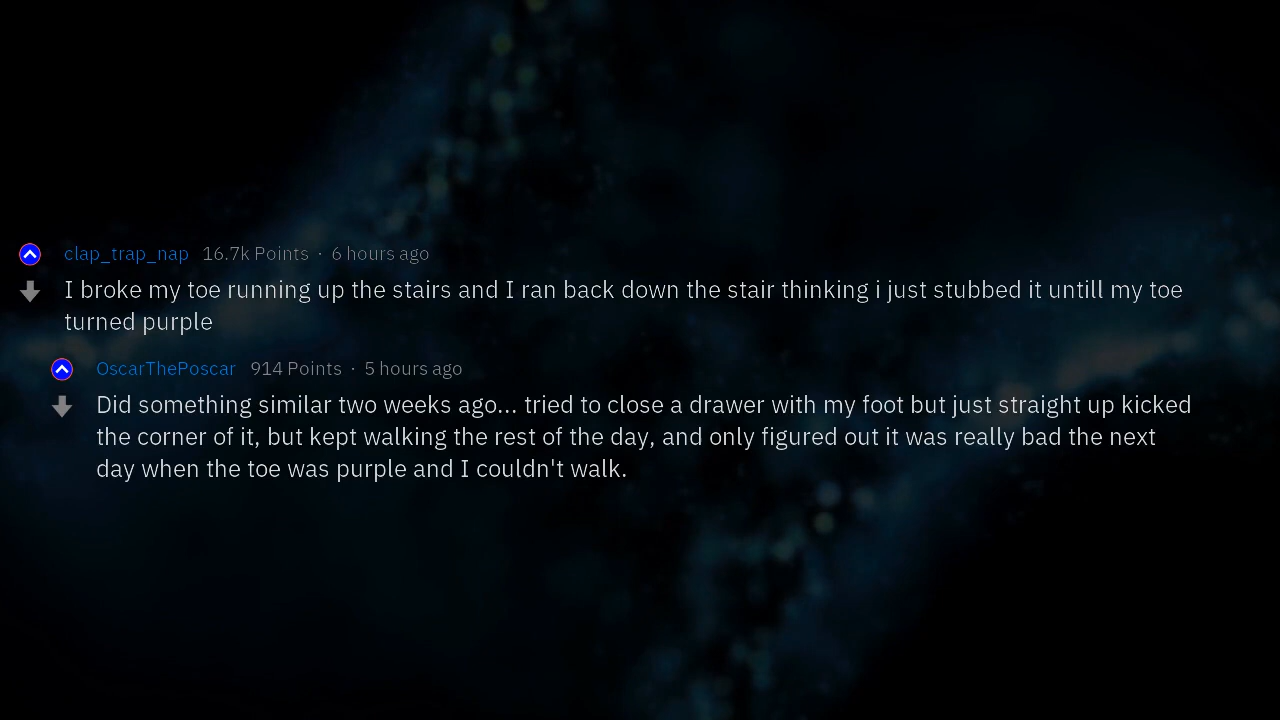 clap_trap_nap 16.7k Points · 6 hours ago
I broke my toe running up the stairs and I ran back down the stair thinking i just stubbed it untill my toe
turned purple
OscarThePoscar 914 Points · 5 hours ago
Did something similar two weeks ago... tried to close a drawer with my foot but just straight up kicked
the corner of it, but kept walking the rest of the day, and only figured out it was really bad the next
day when the toe was purple and I couldn't walk.